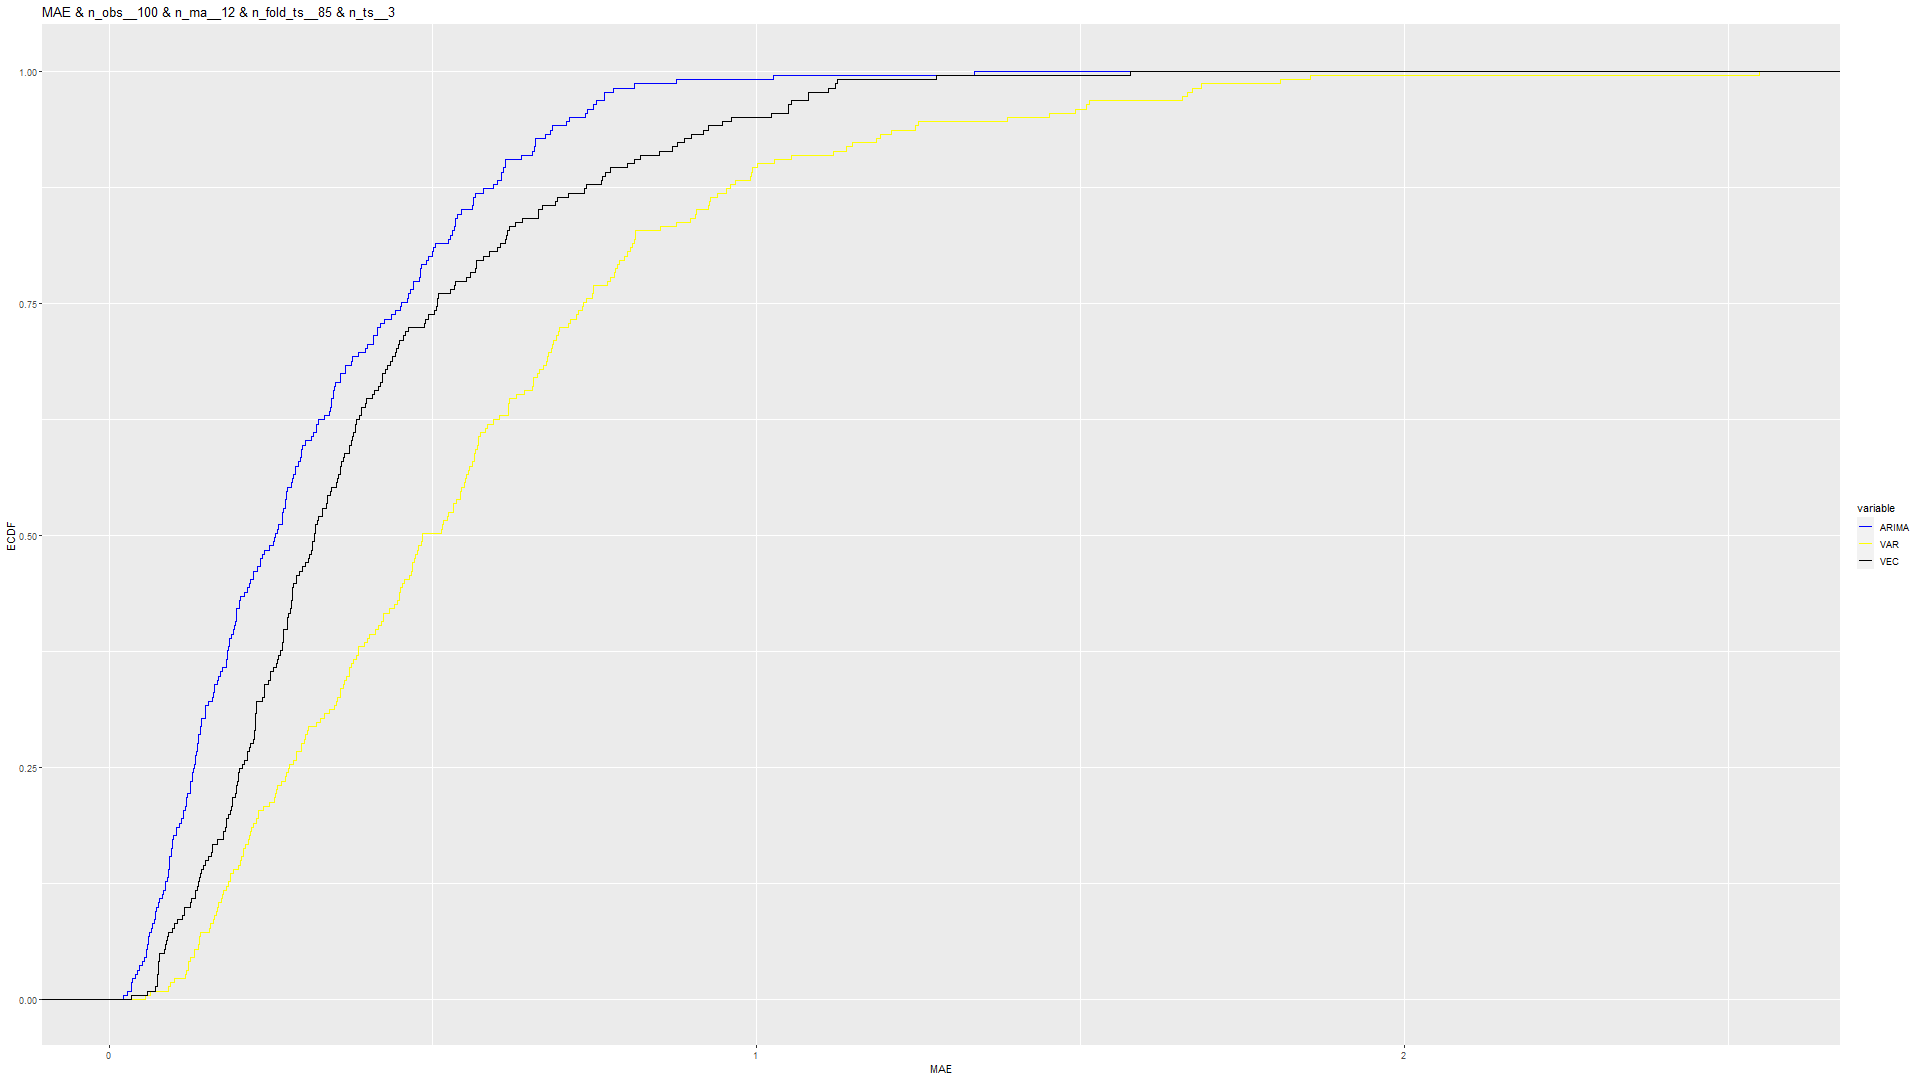 MAE & n_obs__100 & n_ma__12 & n_fold_ts__85 & n_ts__3
1.00
0.75
0.50
0.25
0.00
ECDF
0
1
2
MAE
variable
ARIMA
VAR
VEC